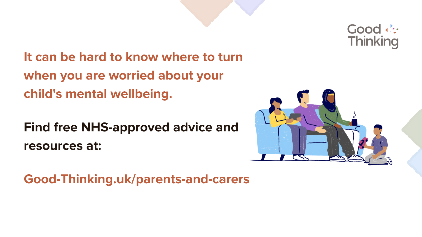 Good
Thinking
It can be hard to know where to turn
when you are worried about your
child's mental wellbeing.
Find free NHS-approved advice and
resources at:
Good-Thinking.uk/parents-and-carers